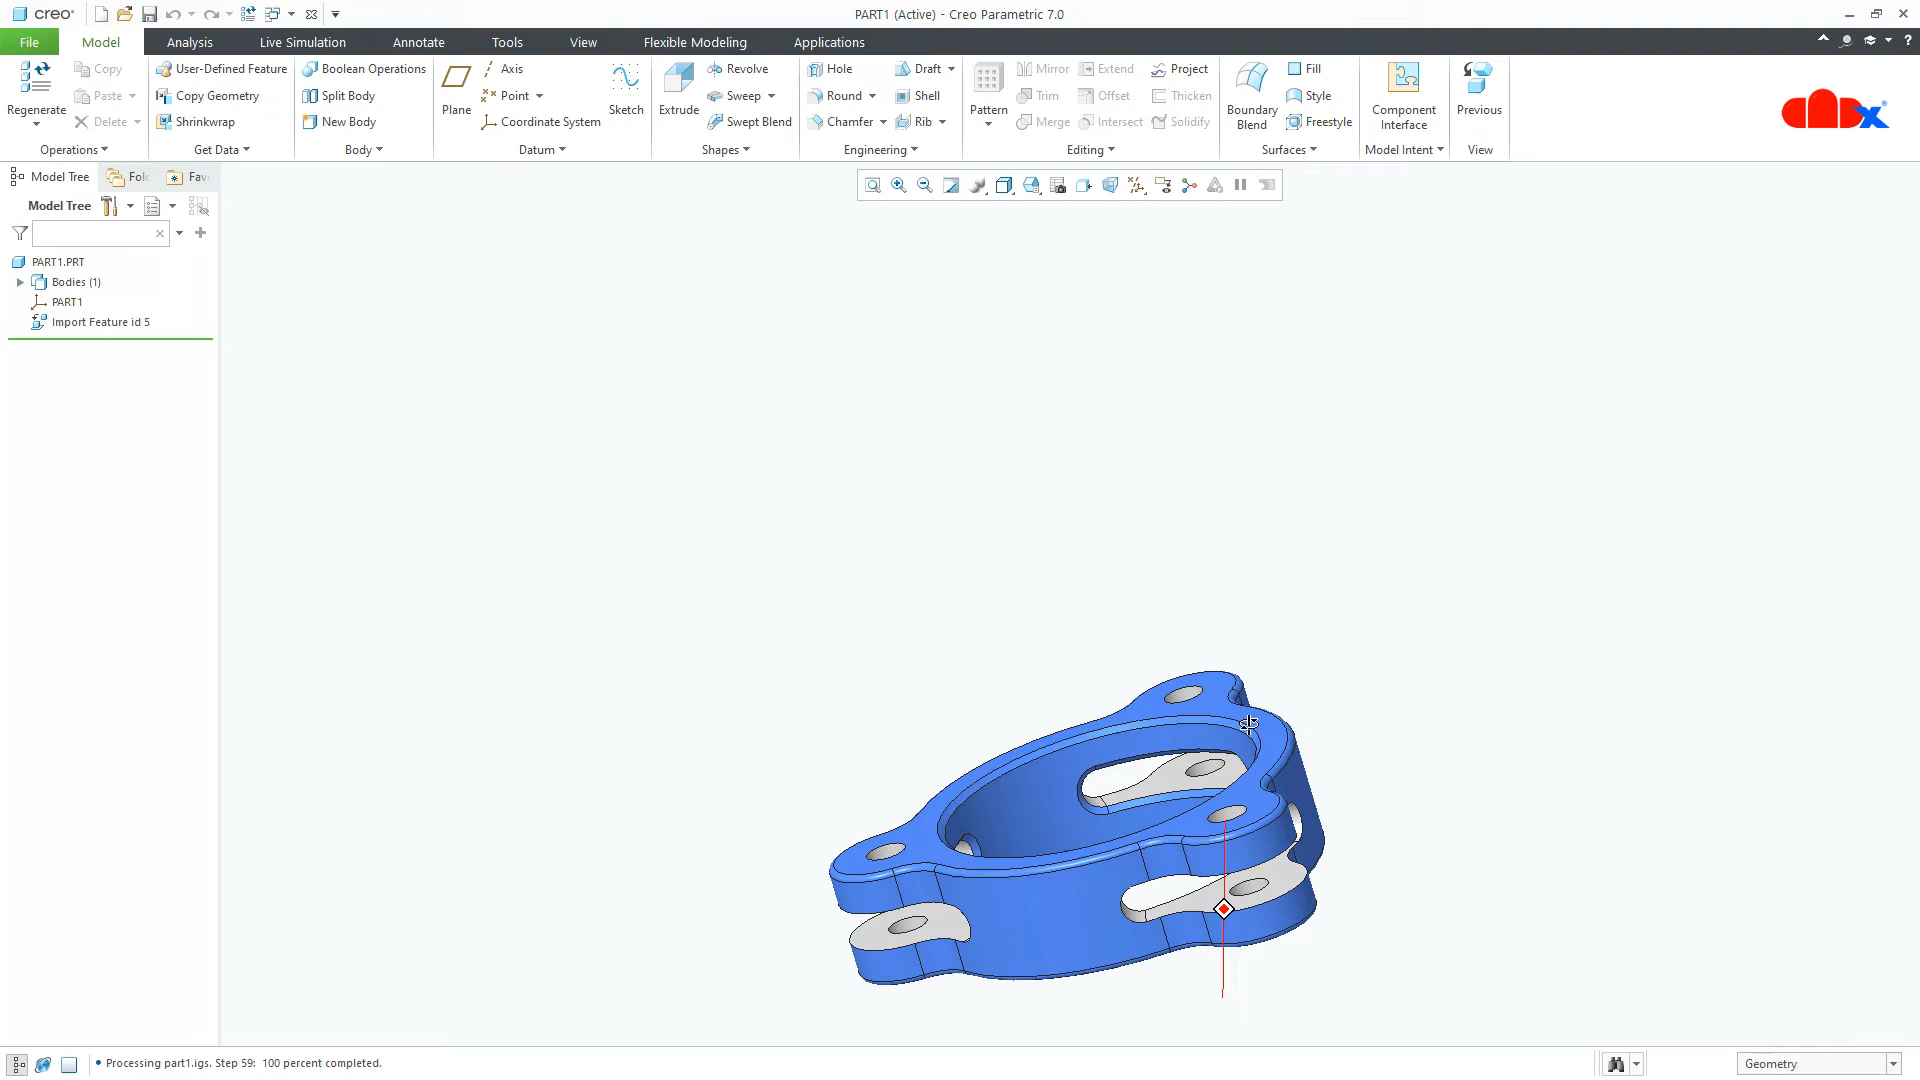 creo°
PART1 (Active) - Creo Parametric 7.0
File Model Analysis Live Simulation Annotate Tools View Flexible Modeling Applications
Regenerate
Copy
Paste
Delete
Operations
User-Defined Feature
Copy Geometry
Shrinkwrap
Get Data
Boolean Operations
Split Body
New Body
Body
Plane
Axis
Point
Coordinate System
Sketch
Datum
Extrude
Revolve
Sweep
Swept Blend
Shapes
Hole
Round
Chamfer
Draft
Shell
Rib
Engineering
Pattern
Mirror
Trim
Merge
Extend
Offset
Intersect
Project
Thicken
Solidify
Editing
Boundary
Blend
Fill
Style
Freestyle
Surfaces
Component
Interface
Model Intent
Previous
View
Model Tree Fol Fav
Model Tree
PART1.PRT
Bodies (1)
PART1
Import Feature id 5
• Processing part1.igs. Step 59: 100 percent completed.
Geometry